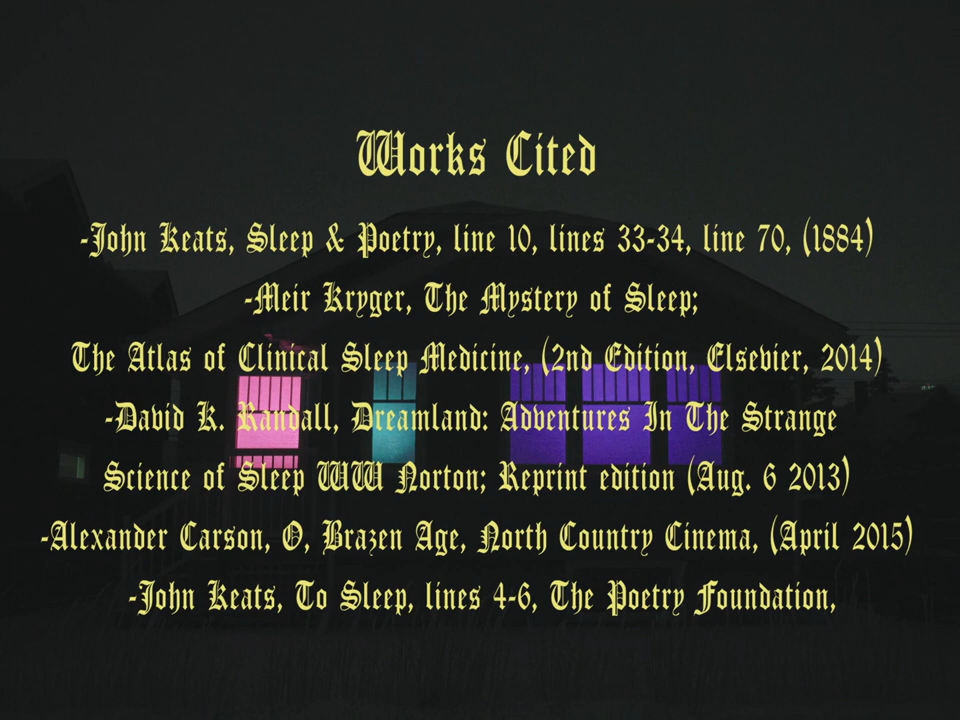 Works Cited
-John Keats, Sleep & Poetry, line 10, lines 33-34, line 70, (1884)
-Meir Kryger, The Mystery of Sleep;
The Atlas of Clinical Sleep Medicine, (2nd Edition, Elsevier, 2014)
-David K. Randall, Dreamland: Adventures In The Strange
Science of Sleep WW Norton; Reprint edition (Aug. 6 2013)
-Alexander Carson, O, Brazen Age, North Country Cinema, (April 2015)
-John Keats, To Sleep, lines 4-6, The Poetry Foundation,